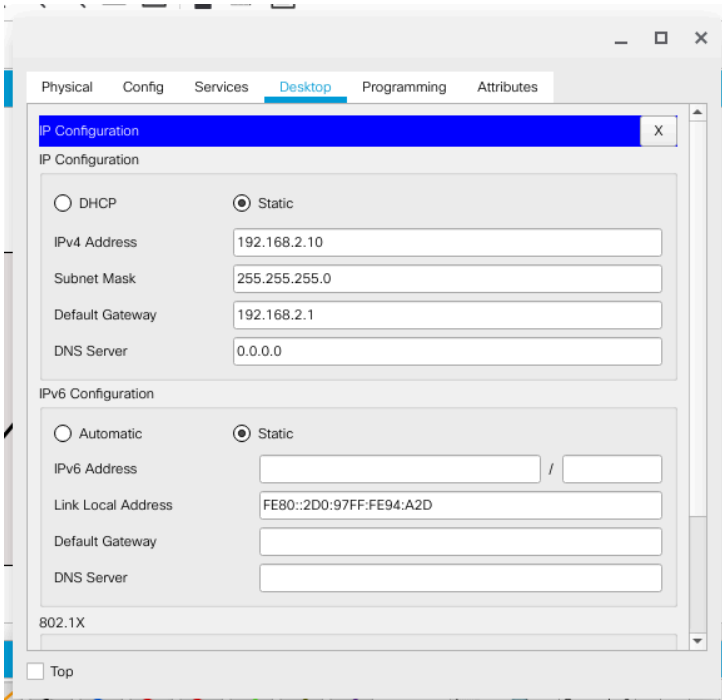 Physical Config Services Desktop Programming Attributes
IP Configuration X
IP Configuration
DHCP Static
IPv4 Address 192.168.2.10
Subnet Mask 255.255.255.0
Default Gateway 192.168.2.1
DNS Server 0.0.0.0
IPv6 Configuration
Automatic Static
IPv6 Address /
Link Local Address FE80::2D0:97FF:FE94:A2D
Default Gateway
DNS Server
802.1X
Top